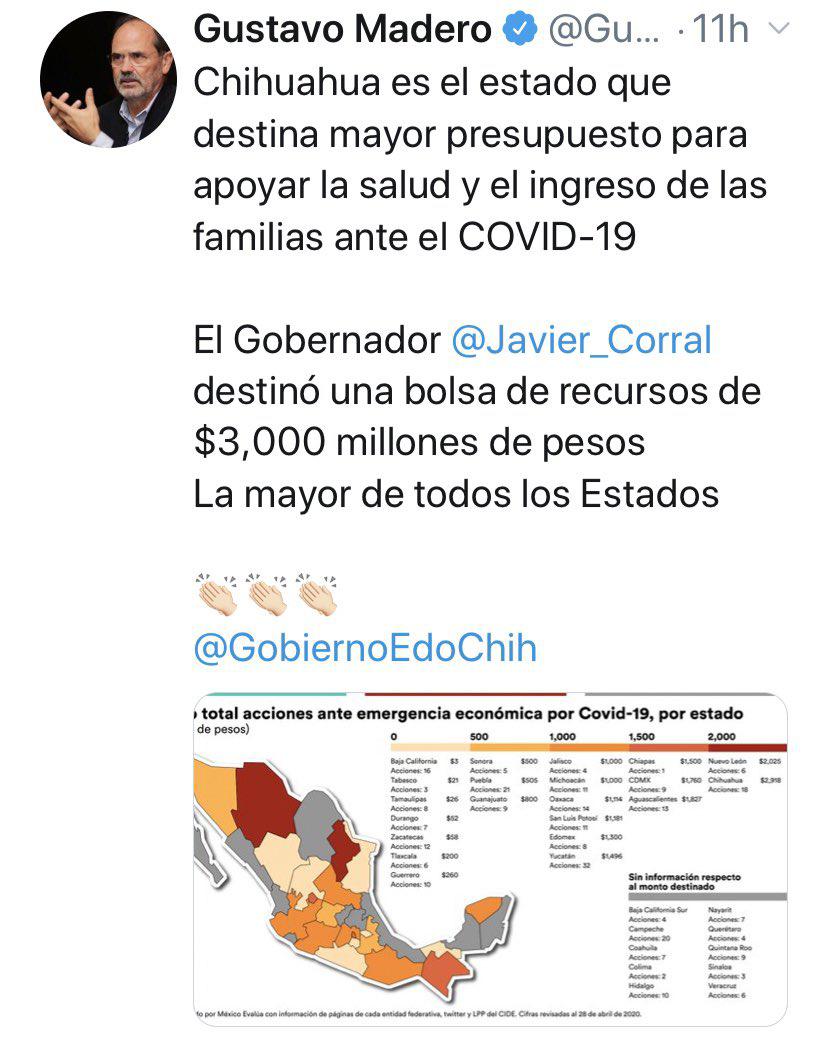 Gustavo Madero @Gu... · 11h
Chihuahua es el estado que
destina mayor presupuesto para
apoyar la salud y el ingreso de las
familias ante el COVID-19
El Gobernador @Javier_Corral
destinó una bolsa de recursos de
$3,000 millones de pesos
La mayor de todos los Estados
👏🏻👏🏻👏🏻
@GobiernoEdoChih
total acciones ante emergencia económica por Covid-19, por estado
de pesos)
0
Baja California $3
Acciones: 16
Tabasco $21
Acciones: 3
Tamaulipas $26
Acciones: 8
Durango $52
Acciones: 7
Zacatecas $58
Acciones: 12
Tlaxcala $200
Acciones: 6
Guerrero $260
Acciones: 10
500
Sonora $500
Acciones: 5
Puebla $505
Acciones: 21
Guanajuato $800
Acciones: 9
1,000
Jalisco $1,000
Acciones: 4
Michoacán $1,000
Acciones: 11
Oaxaca $1,114
Acciones: 14
San Luis Potosí $1,181
Acciones: 11
Edomex $1,300
Acciones: 8
Yucatán $1,496
Acciones: 32
1,500
Chiapas $1,500
Acciones: 1
CDMX $1,760
Acciones: 9
Aguascalientes $1,827
Acciones: 13
2,000
Nuevo León $2,025
Acciones: 6
Chihuahua $2,918
Acciones: 18
Sin información respecto
al monto destinado
Baja California Sur
Acciones: 4
Campeche
Acciones: 20
Coahuila
Acciones: 7
Colima
Acciones: 2
Hidalgo
Acciones: 10
Nayarit
Acciones: 7
Querétaro
Acciones: 4
Quintana Roo
Acciones: 9
Sinaloa
Acciones: 3
Veracruz
Acciones: 6
por México Evalúa con información de páginas de cada entidad federativa, twitter y LPP del CIDE. Cifras revisadas al 28 de abril de 2020.